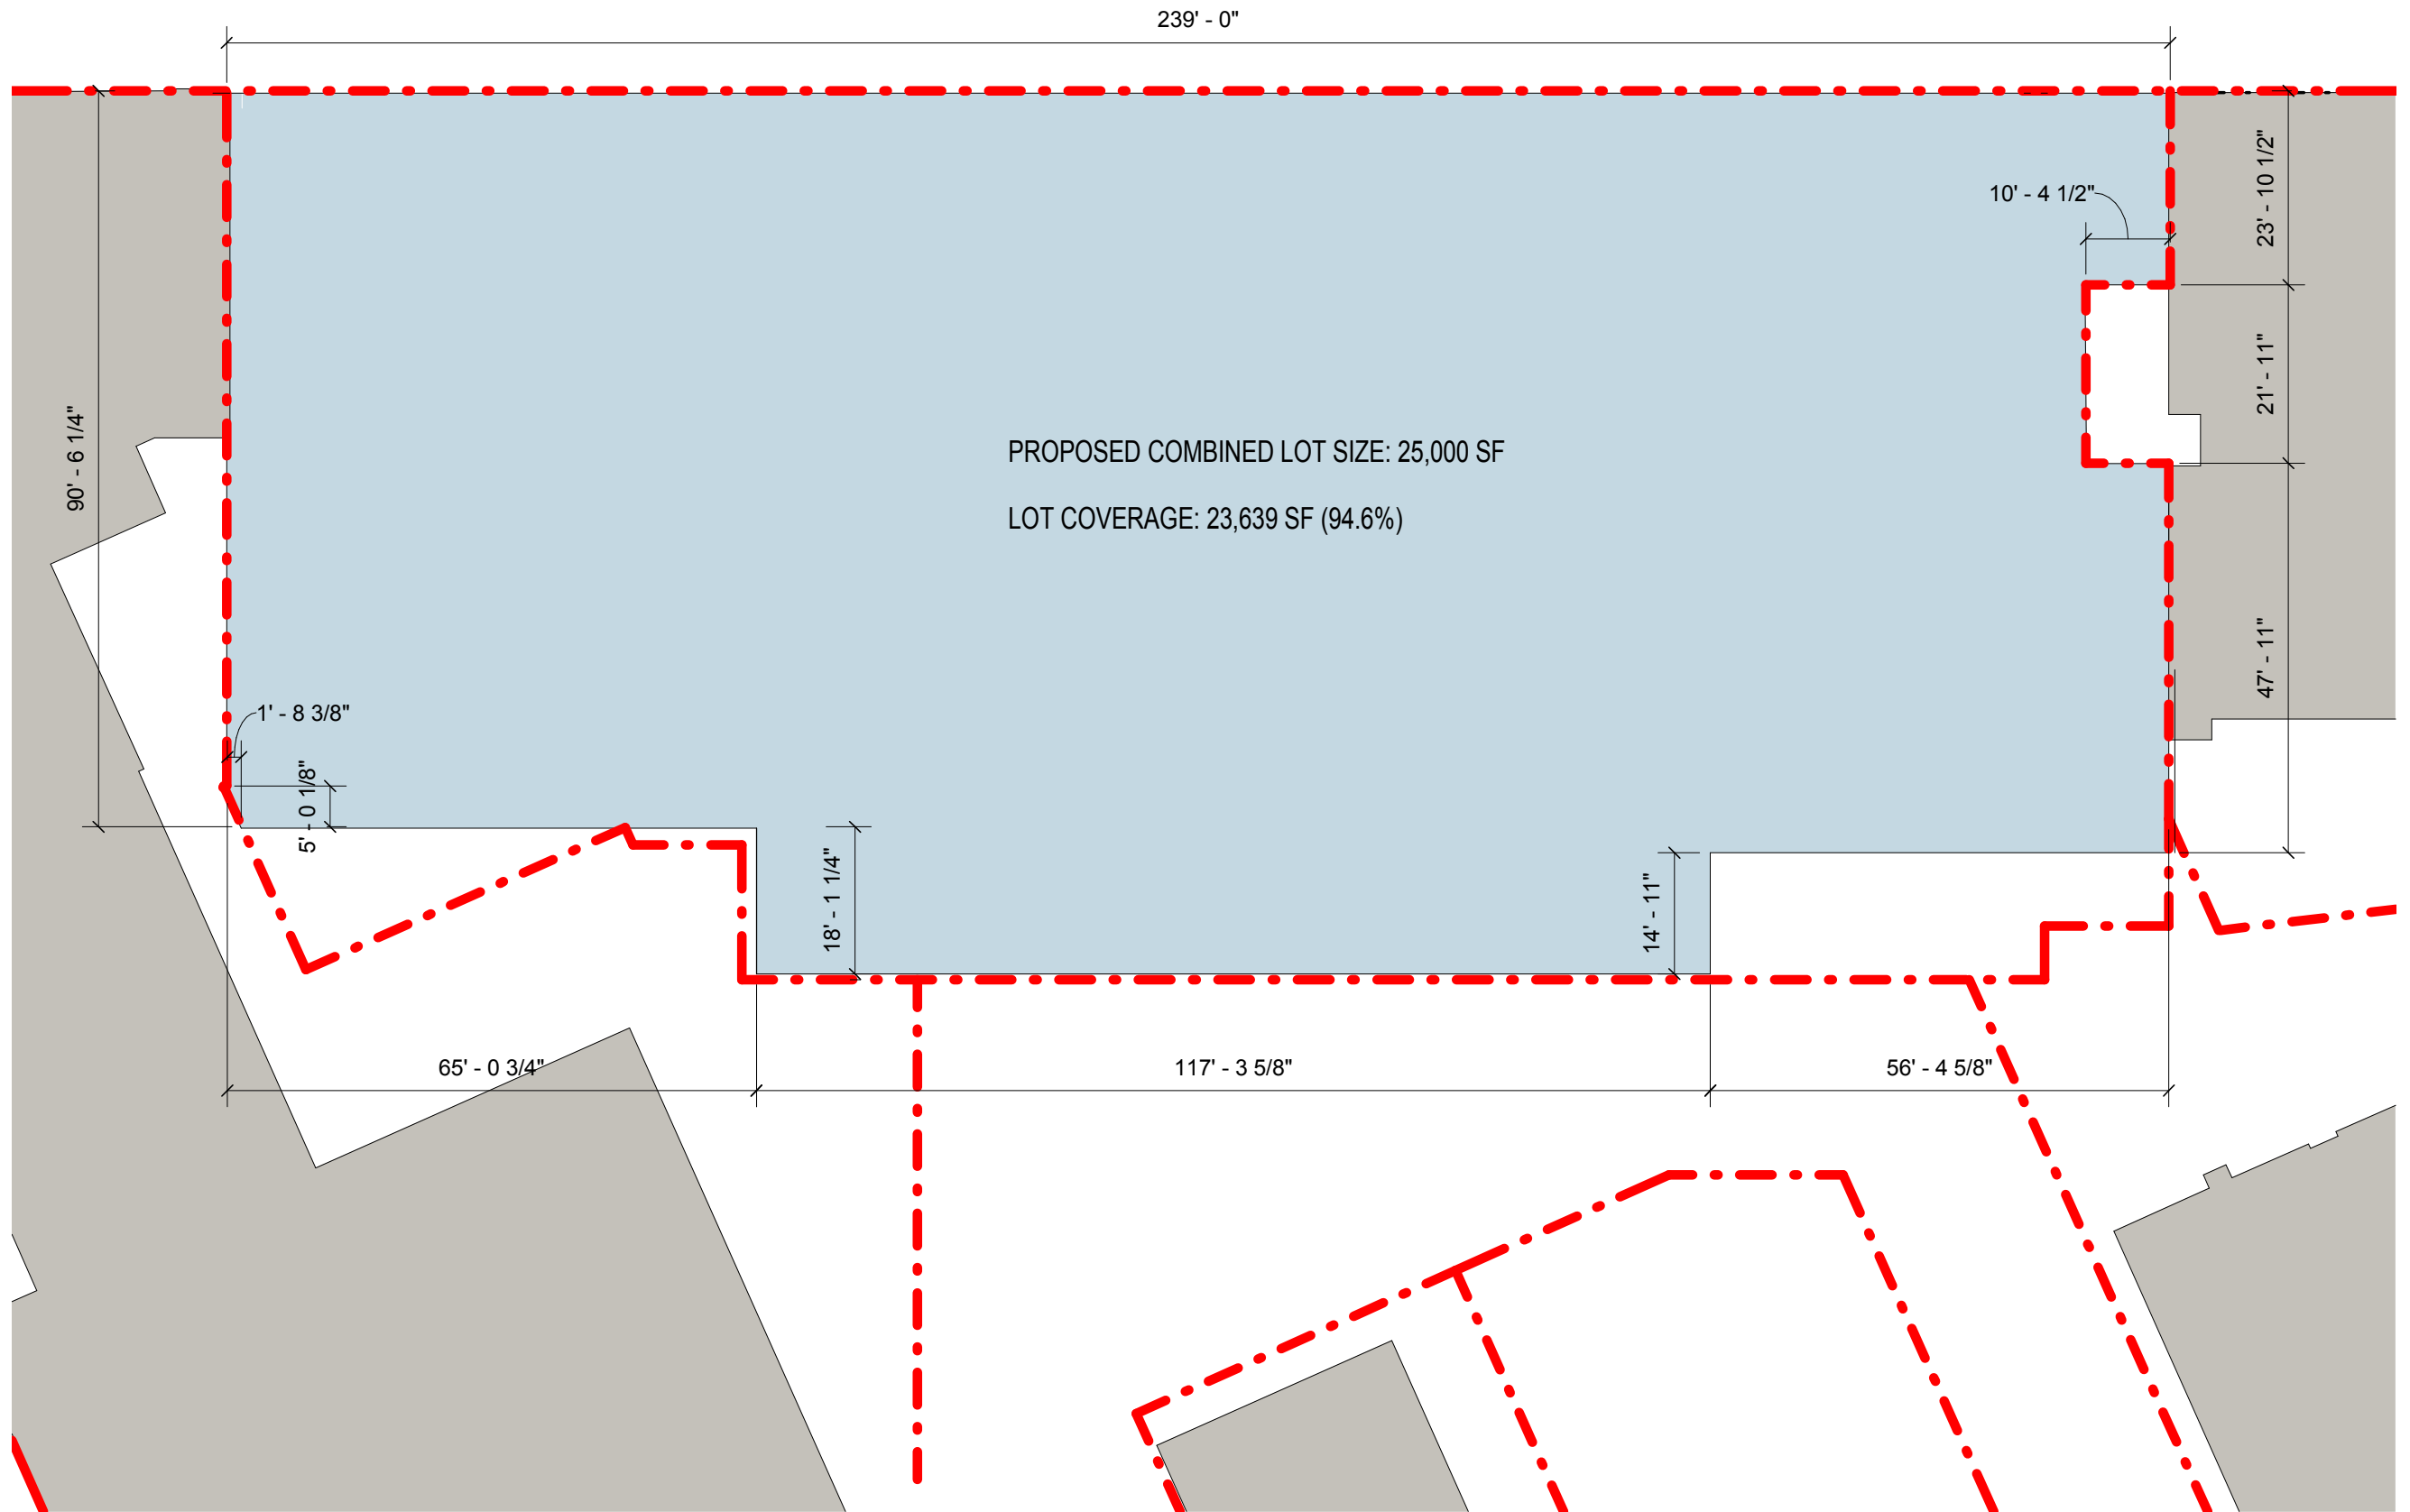 239' - 0"
23' - 10 1/2"
10' - 4 1/2"
21' - 11"
90' - 6 1/4"
PROPOSED COMBINED LOT SIZE: 25,000 SF
LOT COVERAGE: 23,639 SF (94.6%)
47' - 11"
1' - 8 3/8"
5' - 0 1/8"
18' - 1 1/4"
14' - 11"
65' - 0 3/4"
117' - 3 5/8"
56' - 4 5/8"